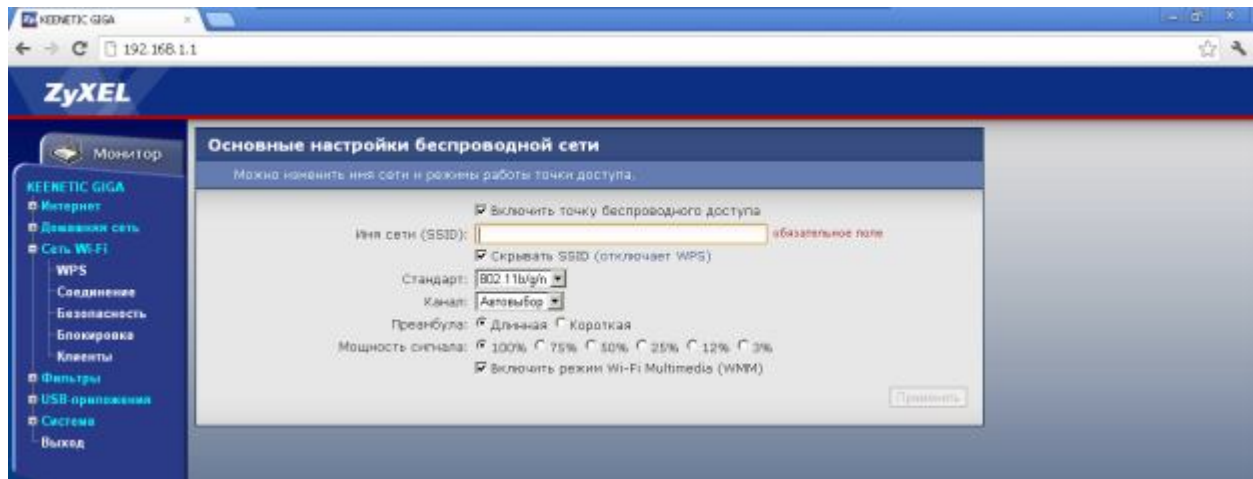 KEENETIC GIGA
192.168.1.1
ZyXEL
Монитор
KEENETIC GIGA
Интернет
Домашняя сеть
Сеть Wi-Fi
WPS
Соединение
Безопасность
Блокировка
Клиенты
Фильтры
USB-приложения
Система
Выход
Основные настройки беспроводной сети
Можно изменить имя сети и режимы работы точки доступа.
Включить точку беспроводного доступа
Имя сети (SSID): обязательное поле
Скрывать SSID (отключает WPS)
Стандарт: 802.11b/g/n
Канал: Автовыбор
Преамбула: Длинная Короткая
Мощность сигнала: 100% 75% 50% 25% 12% 3%
Включить режим Wi-Fi Multimedia (WMM)
Применить